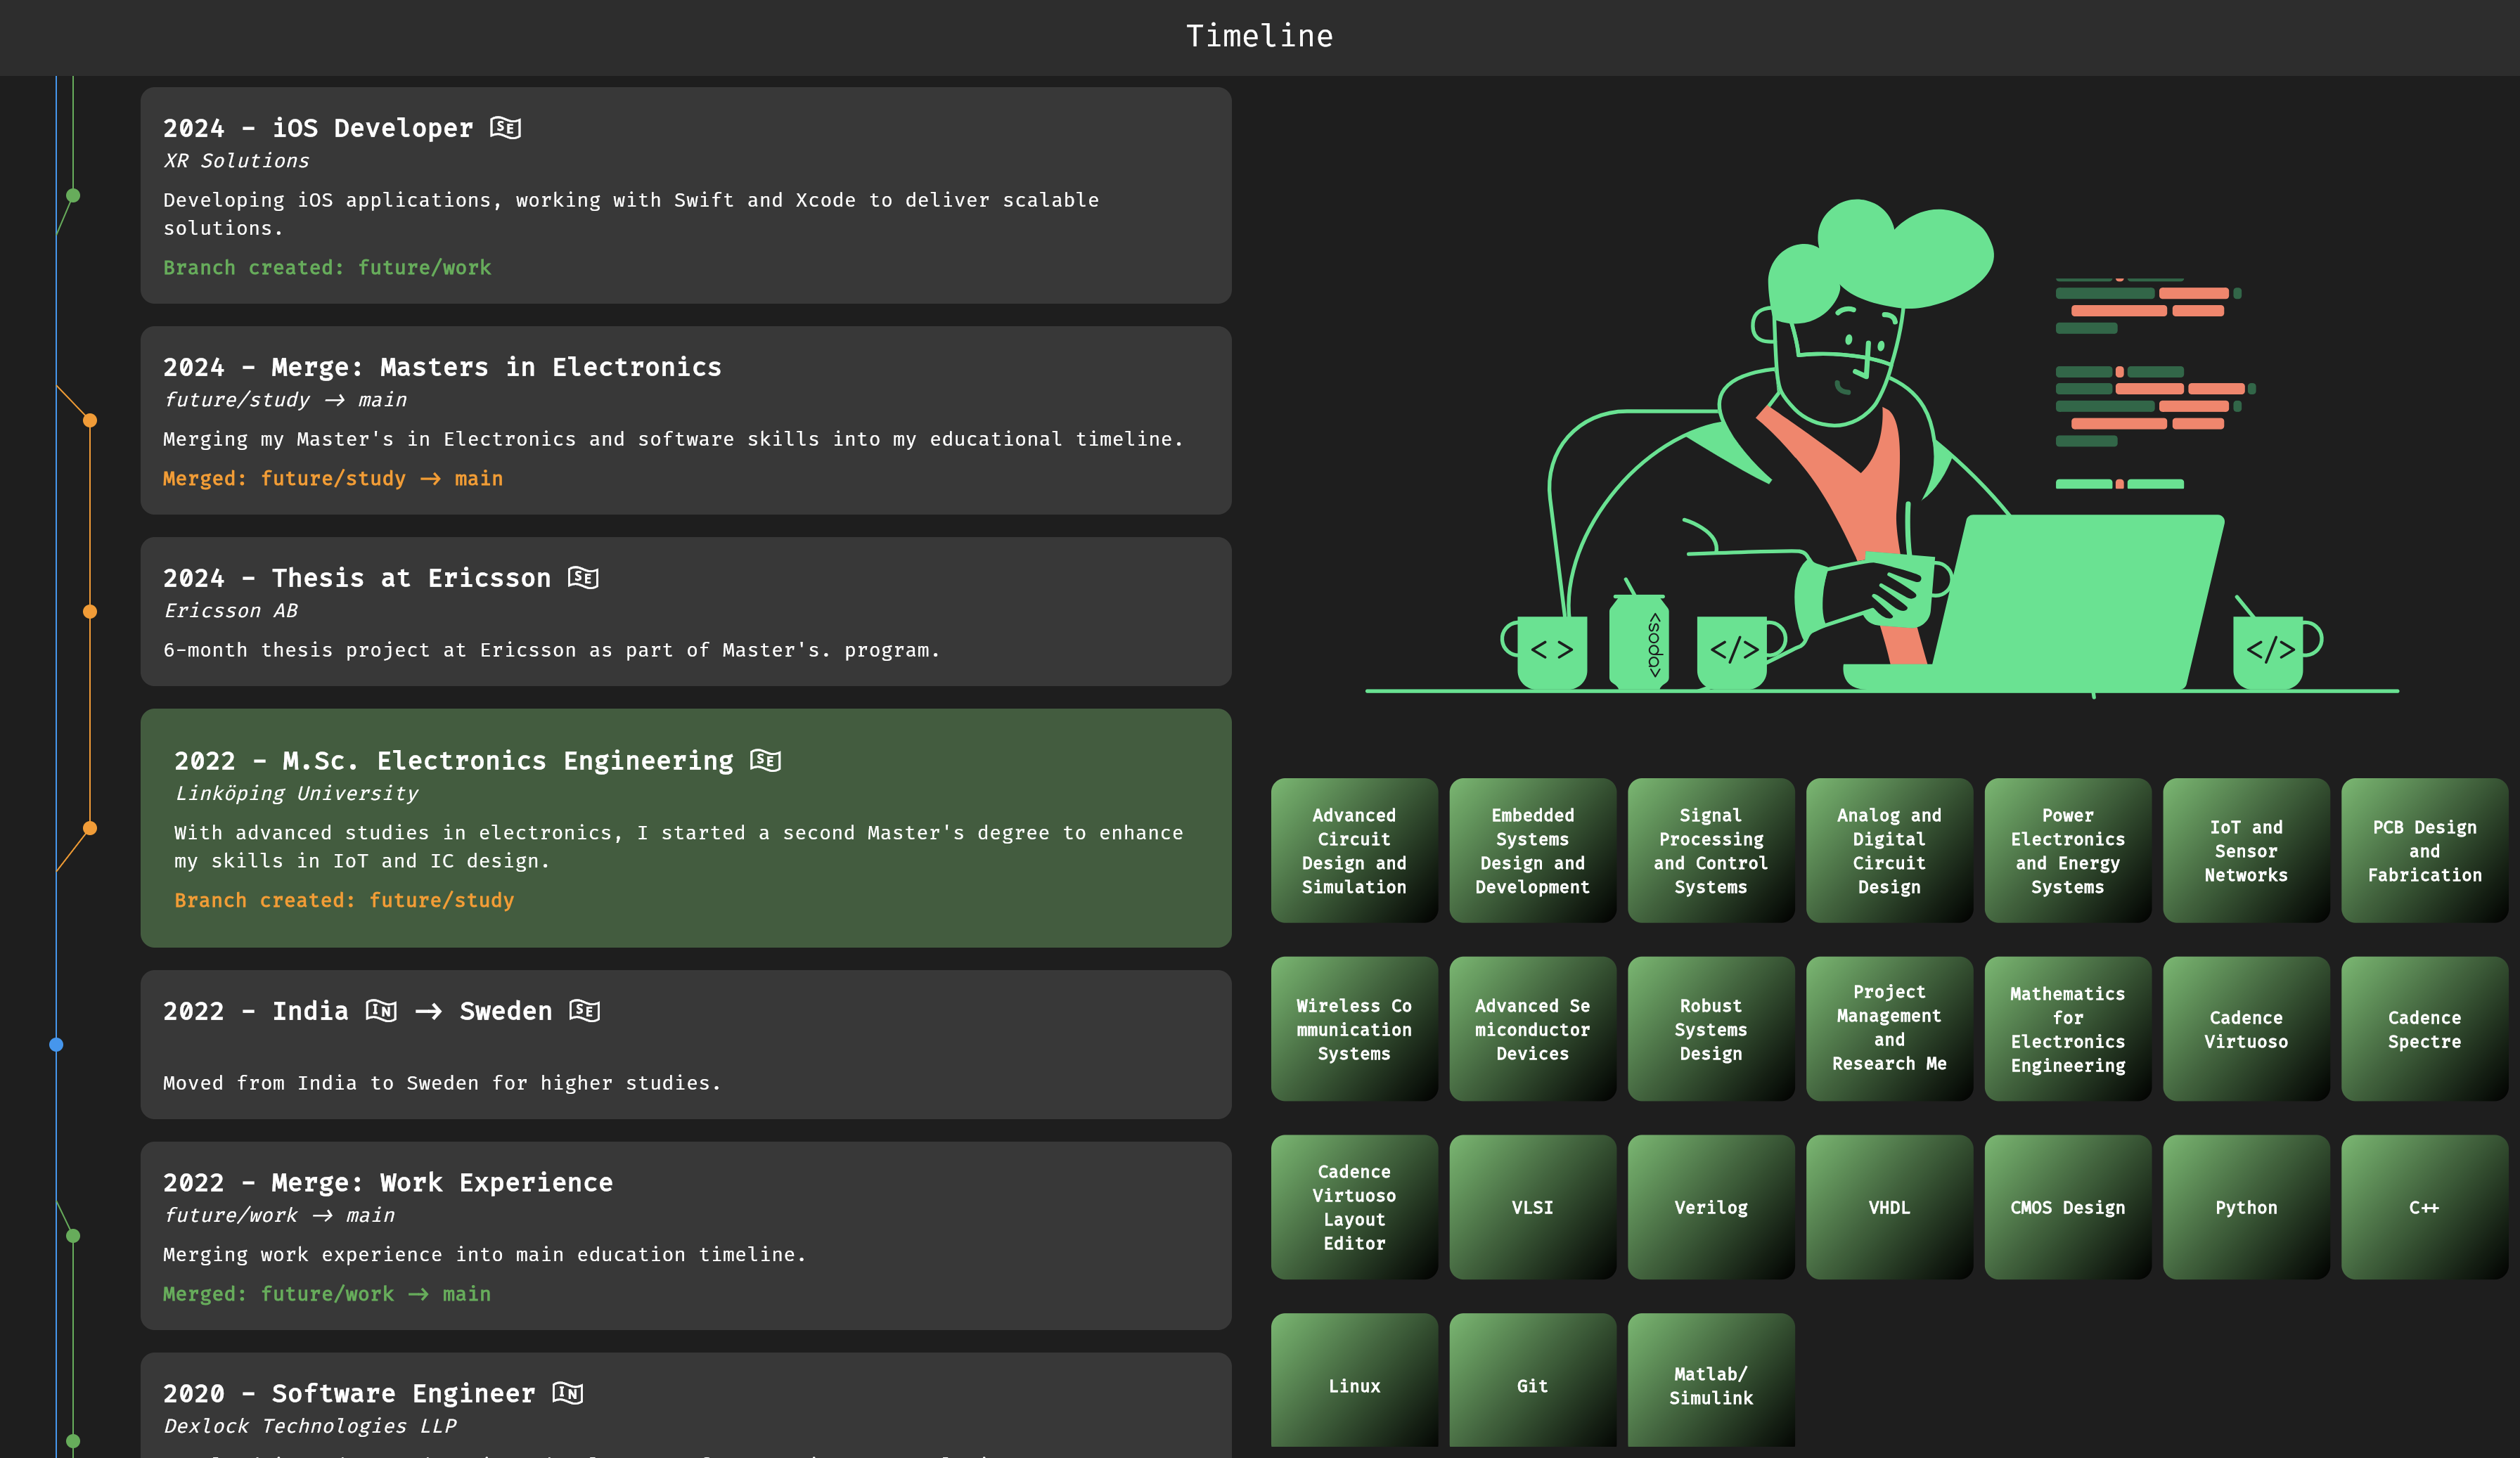 Timeline
2024 - iOS Developer 🇸🇪
XR Solutions
Developing iOS applications, working with Swift and Xcode to deliver scalable
solutions.
Branch created: future/work
2024 - Merge: Masters in Electronics
future/study → main
Merging my Master's in Electronics and software skills into my educational timeline.
Merged: future/study → main
2024 - Thesis at Ericsson 🇸🇪
Ericsson AB
6-month thesis project at Ericsson as part of Master's. program.
2022 - M.Sc. Electronics Engineering 🇸🇪
Linköping University
With advanced studies in electronics, I started a second Master's degree to enhance
my skills in IoT and IC design.
Branch created: future/study
2022 - India 🇮🇳 → Sweden 🇸🇪
Moved from India to Sweden for higher studies.
2022 - Merge: Work Experience
future/work → main
Merging work experience into main education timeline.
Merged: future/work → main
2020 - Software Engineer 🇮🇳
Dexlock Technologies LLP
< >
<soda>
</>
</>
Advanced
Circuit
Design and
Simulation
Embedded
Systems
Design and
Development
Signal
Processing
and Control
Systems
Analog and
Digital
Circuit
Design
Power
Electronics
and Energy
Systems
IoT and
Sensor
Networks
PCB Design
and
Fabrication
Wireless Co
mmunication
Systems
Advanced Se
miconductor
Devices
Robust
Systems
Design
Project
Management
and
Research Me
Mathematics
for
Electronics
Engineering
Cadence
Virtuoso
Cadence
Spectre
Cadence
Virtuoso
Layout
Editor
VLSI
Verilog
VHDL
CMOS Design
Python
C++
Linux
Git
Matlab/
Simulink